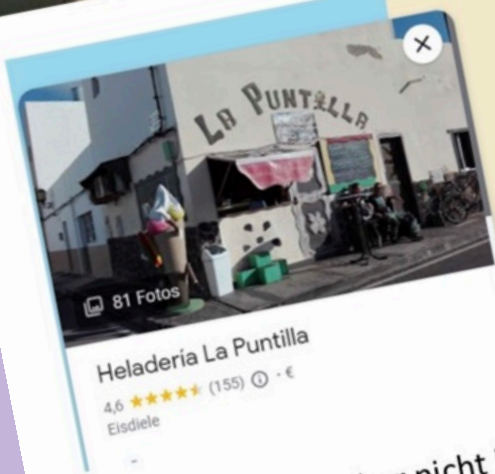 LA PUNTILLA
81 Fotos
Heladería La Puntilla
4,6 (155) · €
Eisdiele
nicht